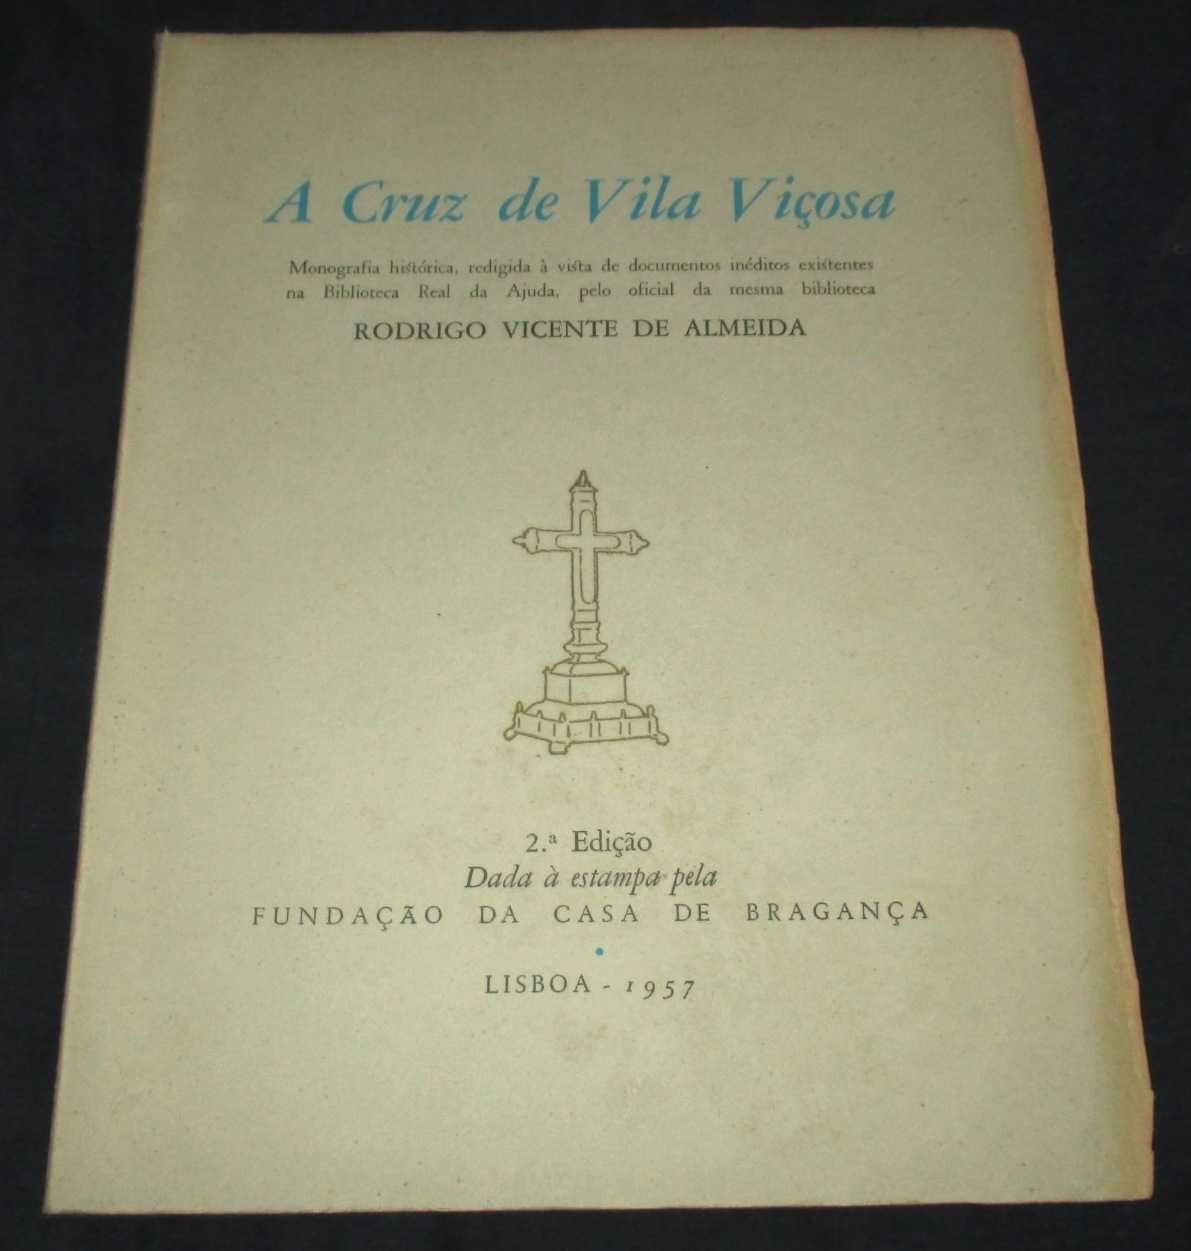 A Cruz de Vila Viçosa
Monografia histórica, redigida à vista de documentos inéditos existentes
na Biblioteca Real da Ajuda, pelo oficial da mesma biblioteca
RODRIGO VICENTE DE ALMEIDA
2.ª Edição
Dada à estampa pela
FUNDAÇÃO DA CASA DE BRAGANÇA
LISBOA - 1957